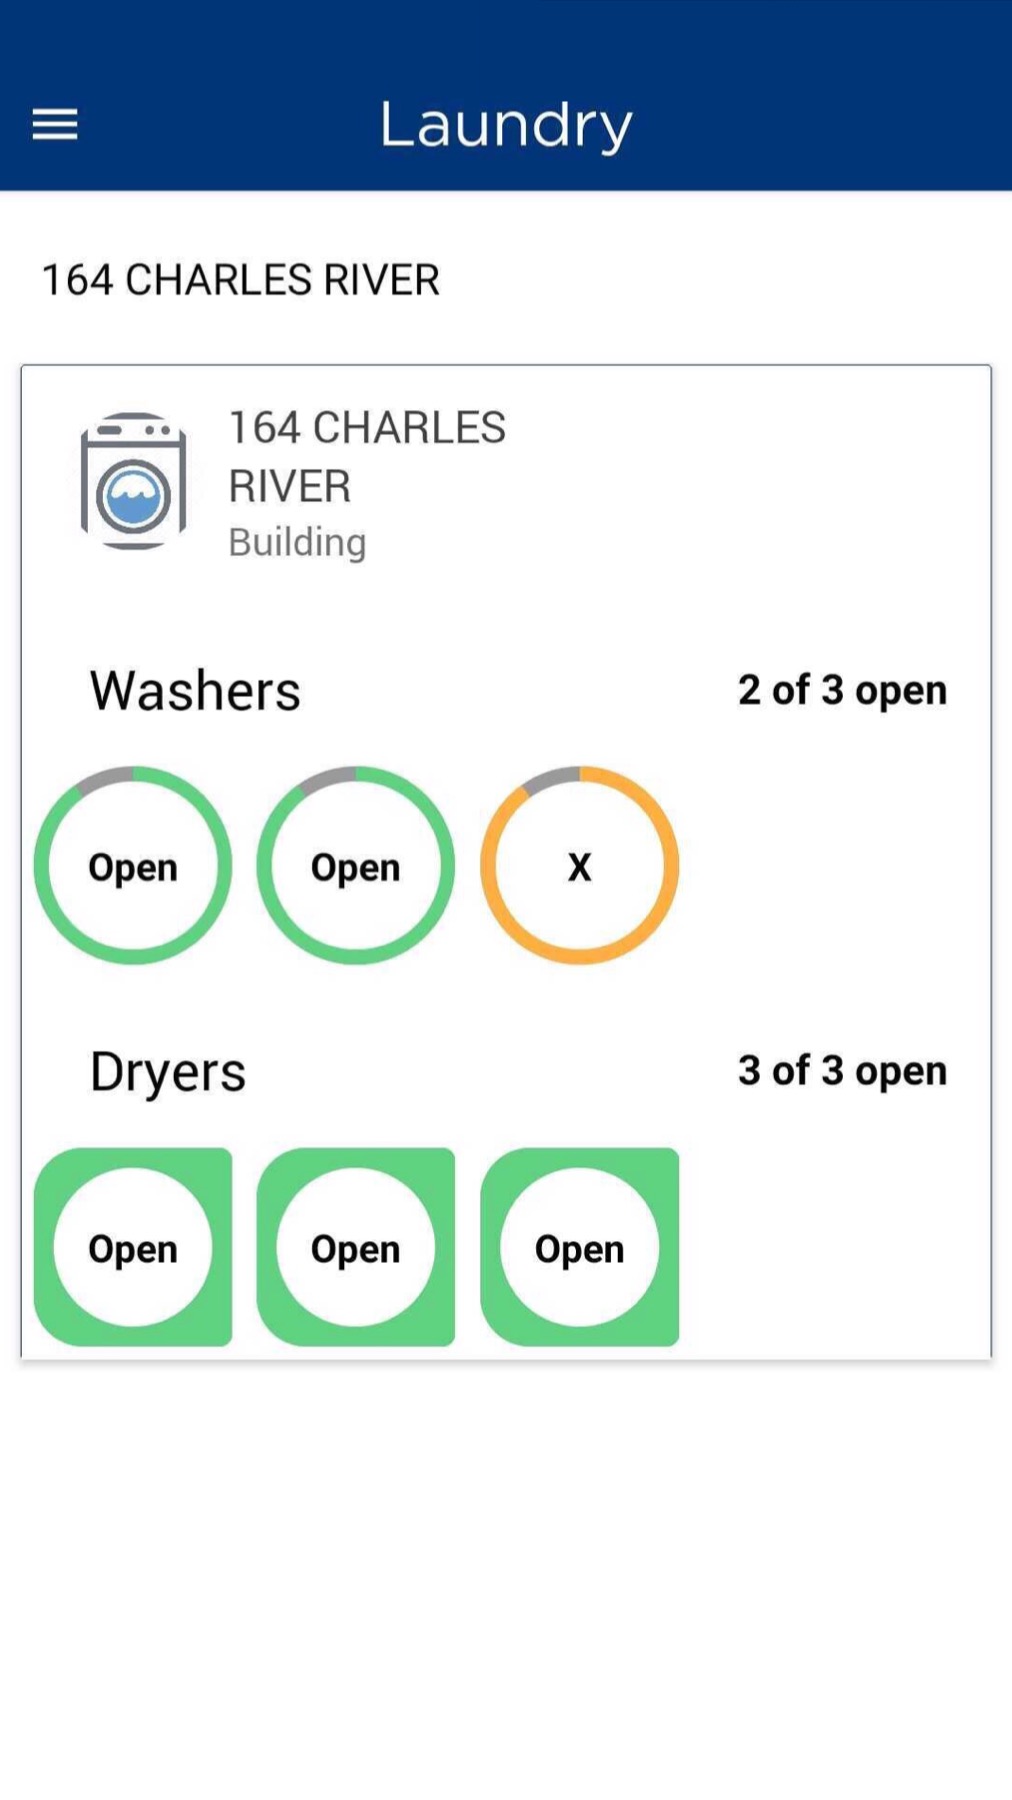 Laundry
164 CHARLES RIVER
164 CHARLES
RIVER
Building
Washers
2 of 3 open
Open
Open
X
Dryers
3 of 3 open
Open
Open
Open